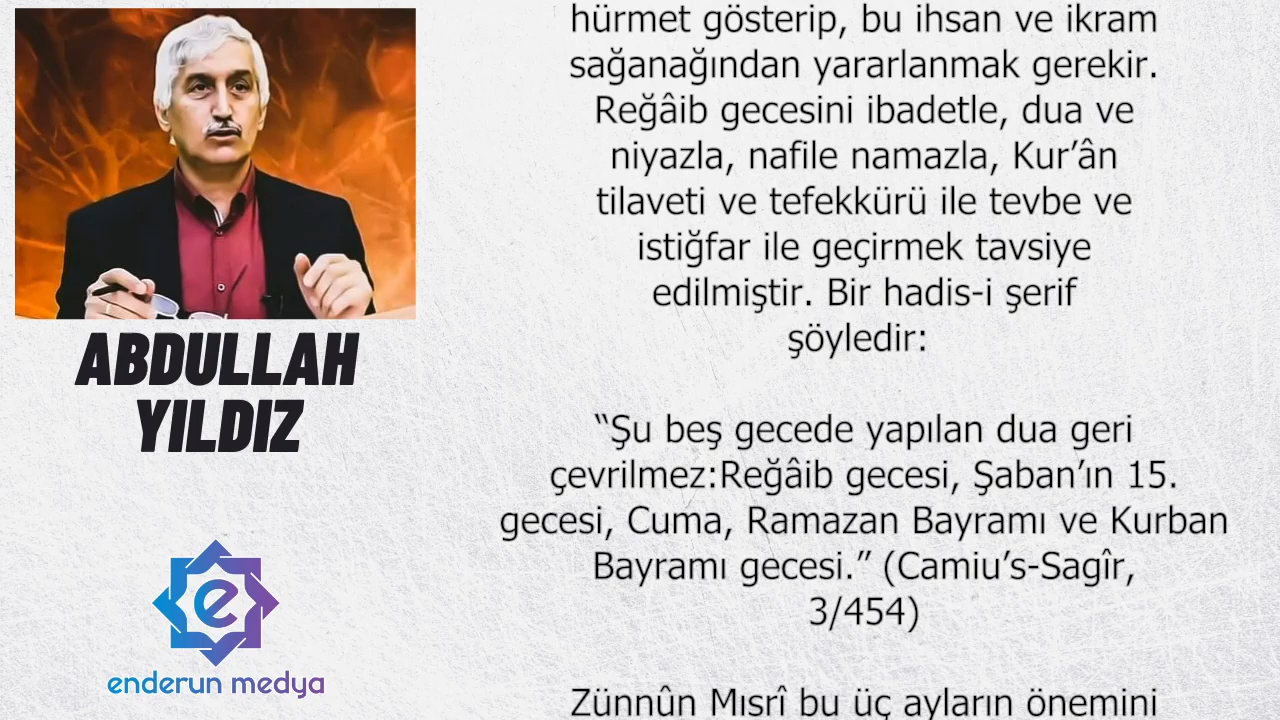 ABDULLAH
YILDIZ
e
enderun medya
hürmet gösterip, bu ihsan ve ikram
sağanağından yararlanmak gerekir.
Reğâib gecesini ibadetle, dua ve
niyazla, nafile namazla, Kur’ân
tilaveti ve tefekkürü ile tevbe ve
istiğfar ile geçirmek tavsiye
edilmiştir. Bir hadis-i şerif
şöyledir:
“Şu beş gecede yapılan dua geri
çevrilmez:Reğâib gecesi, Şaban’ın 15.
gecesi, Cuma, Ramazan Bayramı ve Kurban
Bayramı gecesi.” (Camiu’s-Sagîr,
3/454)
Zünnûn Mısrî bu üç ayların önemini